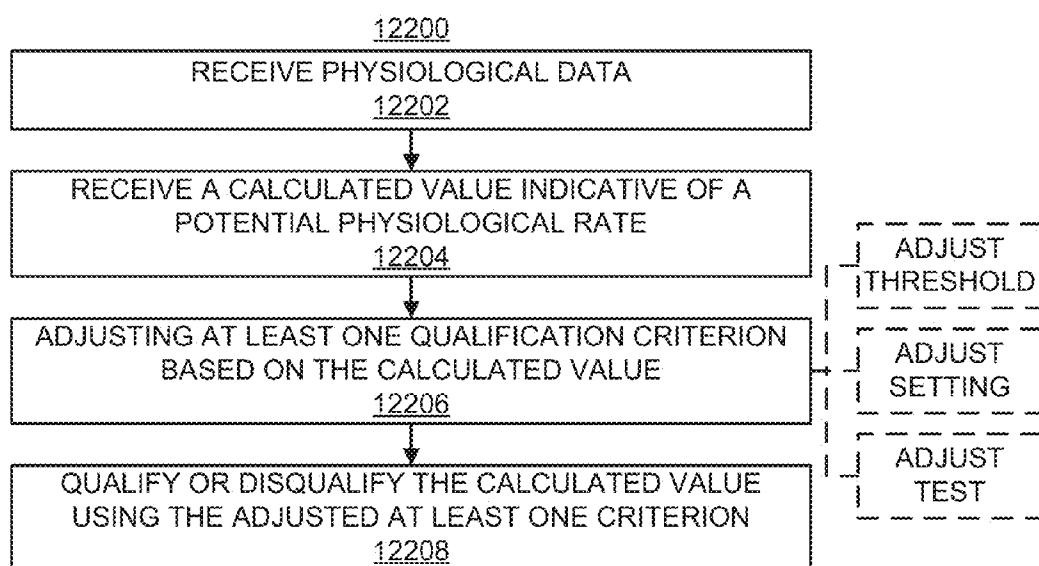 12200
RECEIVE PHYSIOLOGICAL DATA
12202
RECEIVE A CALCULATED VALUE INDICATIVE OF A
POTENTIAL PHYSIOLOGICAL RATE
12204
ADJUSTING AT LEAST ONE QUALIFICATION CRITERION
BASED ON THE CALCULATED VALUE
12206
QUALIFY OR DISQUALIFY THE CALCULATED VALUE
USING THE ADJUSTED AT LEAST ONE CRITERION
12208
ADJUST
THRESHOLD
ADJUST
SETTING
ADJUST
TEST